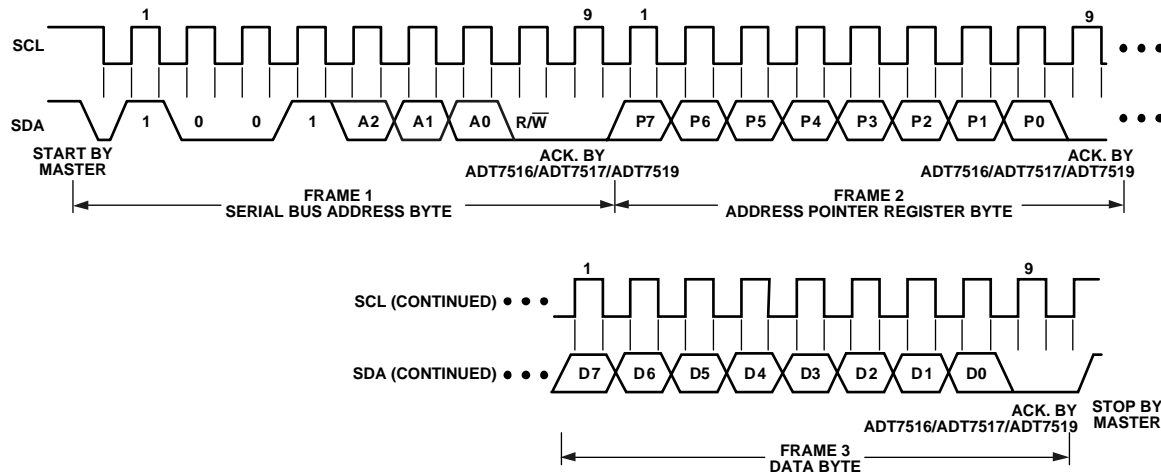 1 9 1 9
SCL
SDA 1 0 0 1 A2 A1 A0 R/W̅ P7 P6 P5 P4 P3 P2 P1 P0
START BY
MASTER
ACK. BY
ADT7516/ADT7517/ADT7519
ACK. BY
ADT7516/ADT7517/ADT7519
FRAME 1
SERIAL BUS ADDRESS BYTE
FRAME 2
ADDRESS POINTER REGISTER BYTE
1 9
SCL (CONTINUED)
SDA (CONTINUED) D7 D6 D5 D4 D3 D2 D1 D0
ACK. BY
ADT7516/ADT7517/ADT7519
STOP BY
MASTER
FRAME 3
DATA BYTE